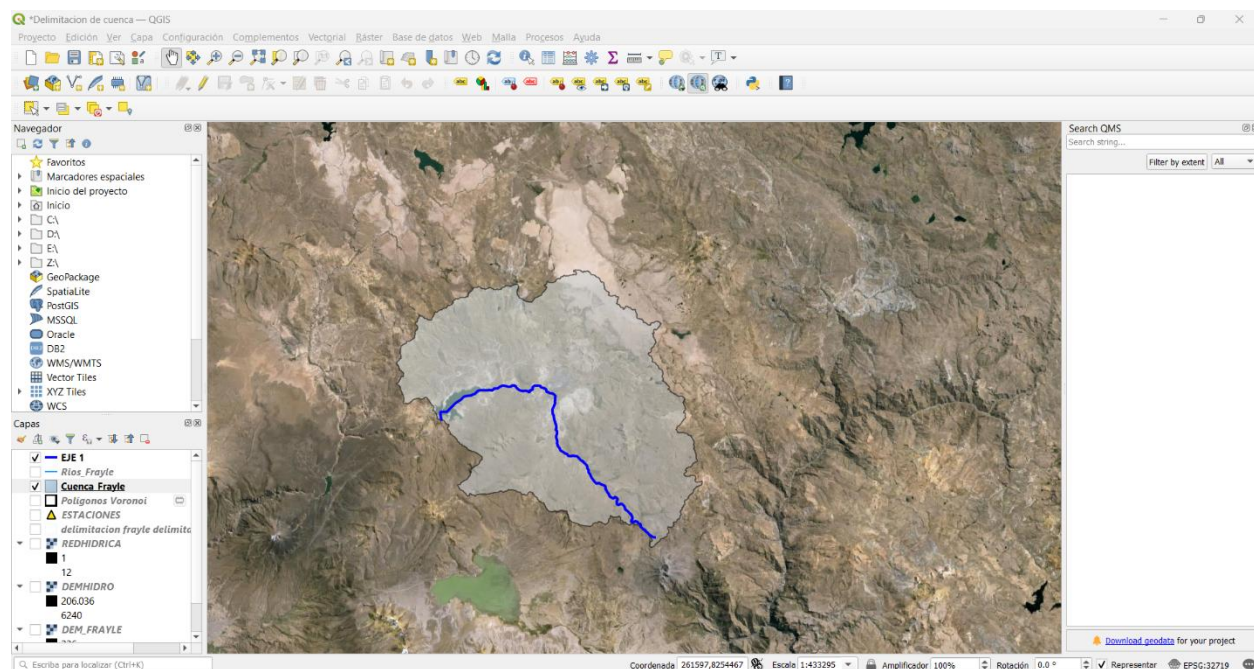 *Delimitacion de cuenca — QGIS
Proyecto Edición Ver Capa Configuración Complementos Vectorial Ráster Base de datos Web Malla Procesos Ayuda
Navegador
Favoritos
Marcadores espaciales
Inicio del proyecto
Inicio
C:\
D:\
E:\
Z:\
GeoPackage
SpatiaLite
PostGIS
MSSQL
Oracle
DB2
WMS/WMTS
Vector Tiles
XYZ Tiles
WCS
Capas
EJE 1
Rios_Frayle
Cuenca_Frayle
Polígonos Voronoi
ESTACIONES
delimitacion frayle delimita
REDHIDRICA
1
12
DEMHIDRO
206.036
6240
DEM_FRAYLE
Search QMS
Search string...
Filter by extent All
Download geodata for your project
Escriba para localizar (Ctrl+K) Coordenada 261597,8254467 Escala 1:433295 Amplificador 100% Rotación 0.0 ° Representer EPSG:32719